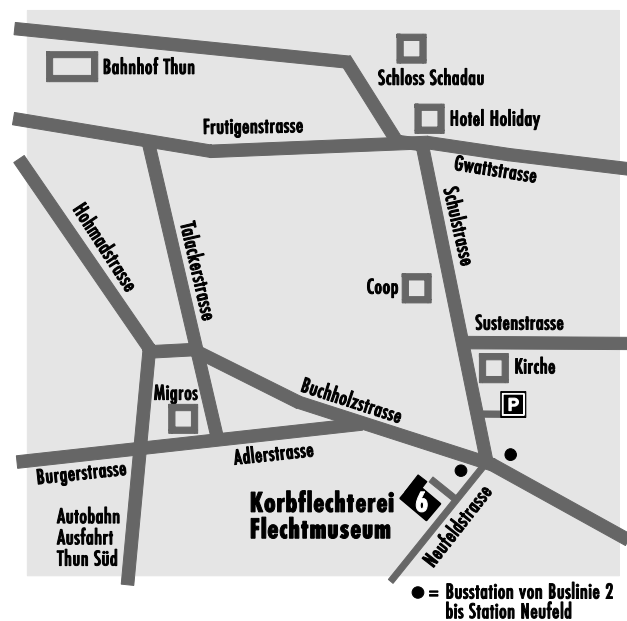 Bahnhof Thun
Schloss Schadau
Hotel Holiday
Frutigenstrasse
Gwattstrasse
Hohmadstrasse
Talackerstrasse
Schulstrasse
Coop
Sustenstrasse
Kirche
Migros
Buchholzstrasse
P
Adlerstrasse
Burgerstrasse
6
Korbflechterei
Flechtmuseum
Neufeldstrasse
Autobahn
Ausfahrt
Thun Süd
= Busstation von Buslinie 2
bis Station Neufeld